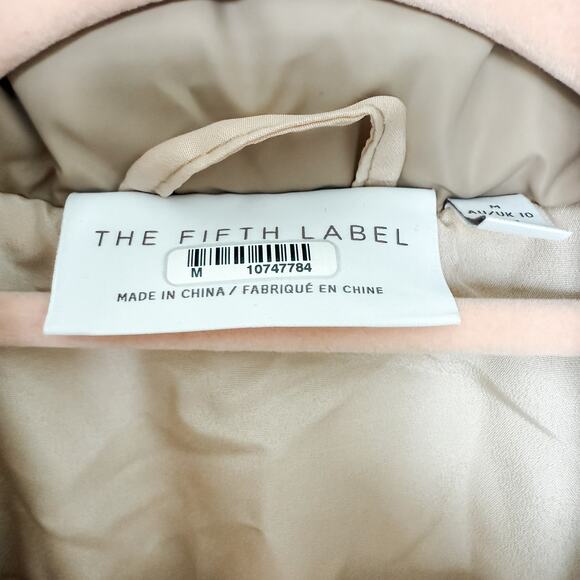 THE FIFTH LABEL
M 10747784
MADE IN CHINA / FABRIQUÉ EN CHINE
M
AU/UK 10